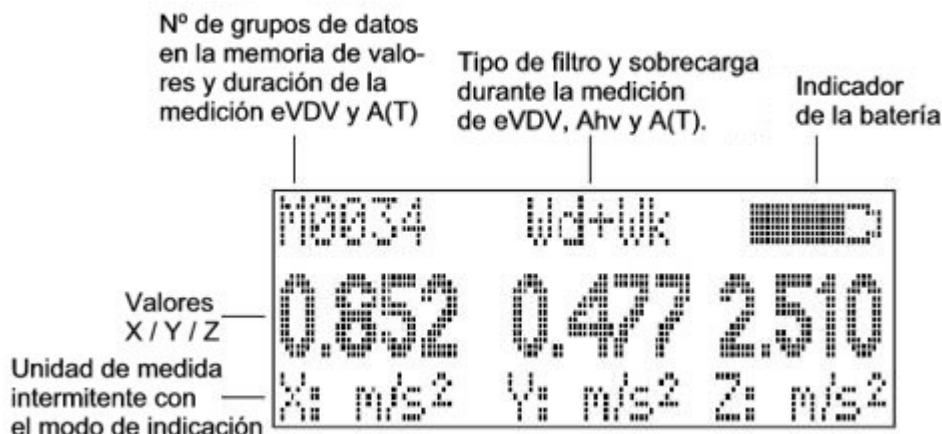 Nº de grupos de datos
en la memoria de valo-
res y duración de la
medición eVDV y A(T)
Tipo de filtro y sobrecarga
durante la medición
de eVDV, Ahv y A(T).
Indicador
de la batería
M0034 Wd+Wk
Valores
X / Y / Z
0.852 0.477 2.510
Unidad de medida
intermitente con
el modo de indicación
X: m/s² Y: m/s² Z: m/s²